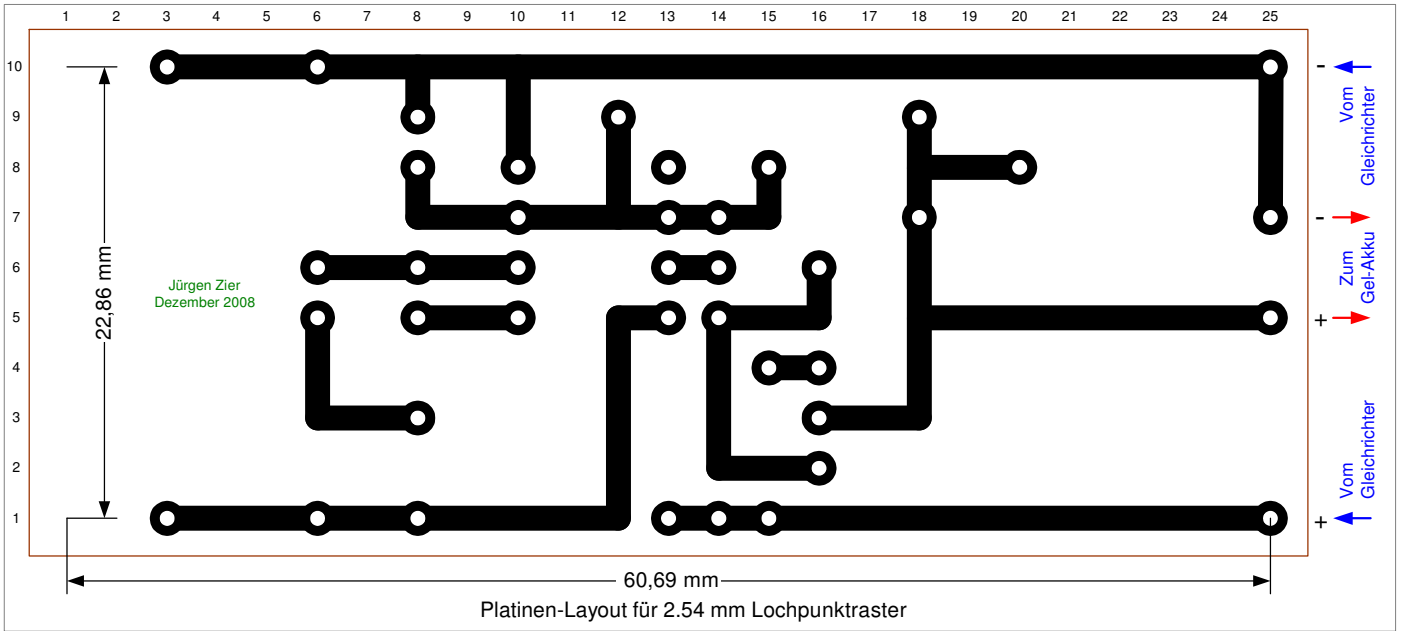 1 2 3 4 5 6 7 8 9 10 11 12 13 14 15 16 17 18 19 20 21 22 23 24 25
10
-
Vom
Gleichrichter
9
8
7
-
22,86 mm
6
Zum
Gel-Akku
Jürgen Zier
Dezember 2008
5
+
4
3
2
Vom
Gleichrichter
1
+
60,69 mm
Platinen-Layout für 2.54 mm Lochpunktraster